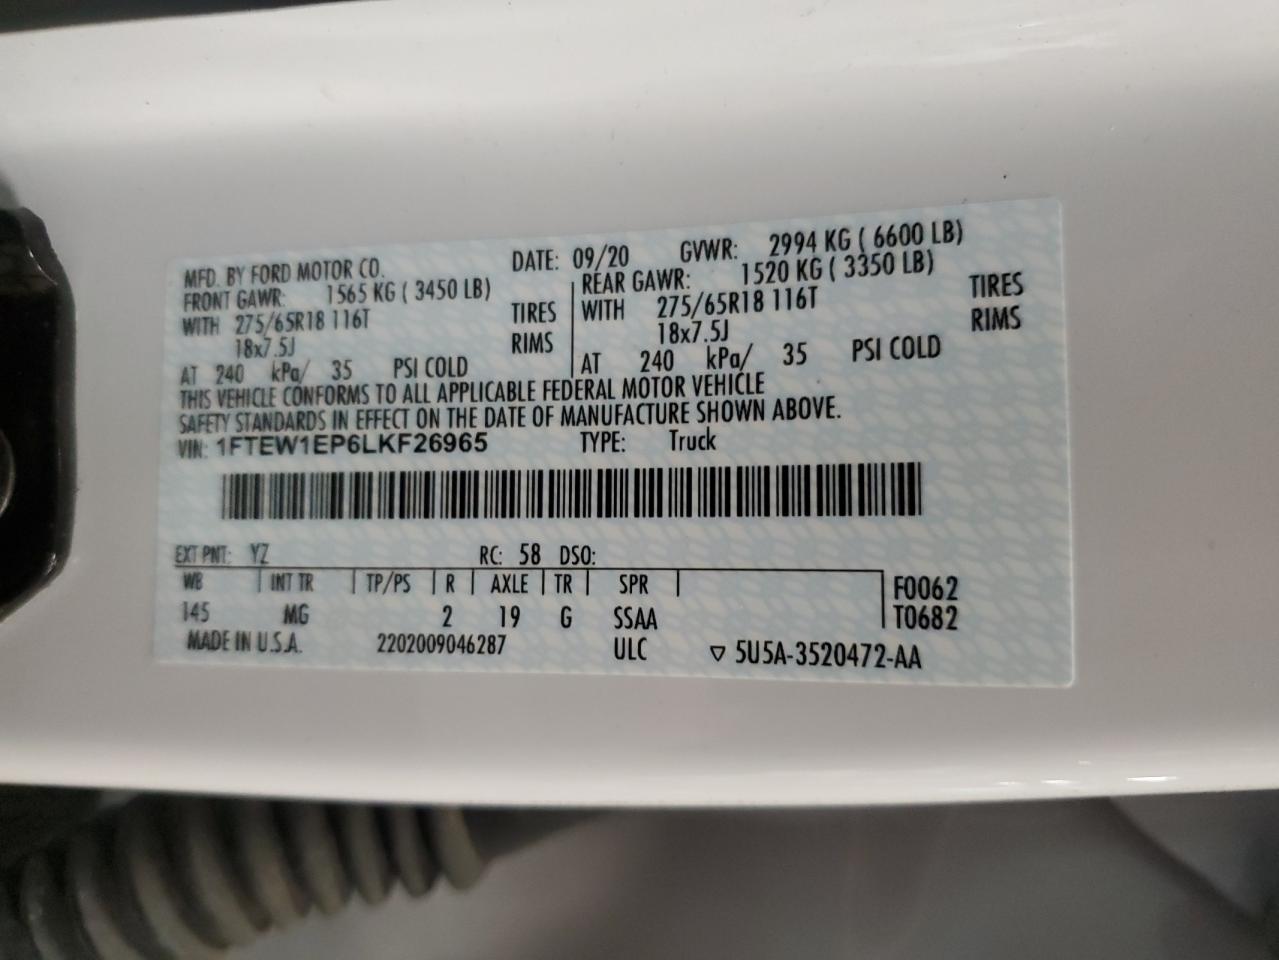 MFD. BY FORD MOTOR CO. DATE: 09/20 GVWR: 2994 KG ( 6600 LB)
FRONT GAWR: 1565 KG ( 3450 LB) REAR GAWR: 1520 KG ( 3350 LB)
WITH 275/65R18 116T TIRES WITH 275/65R18 116T TIRES
18x7.5J RIMS 18x7.5J RIMS
AT 240 kPa/ 35 PSI COLD AT 240 kPa/ 35 PSI COLD
THIS VEHICLE CONFORMS TO ALL APPLICABLE FEDERAL MOTOR VEHICLE
SAFETY STANDARDS IN EFFECT ON THE DATE OF MANUFACTURE SHOWN ABOVE.
VIN: 1FTEW1EP6LKF26965 TYPE: Truck
EXT PNT: YZ RC: 58 DSO:
WB INT TR TP/PS R AXLE TR SPR F0062
145 MG 2 19 G SSAA T0682
MADE IN U.S.A. 2202009046287 ULC ▽ 5U5A-3520472-AA